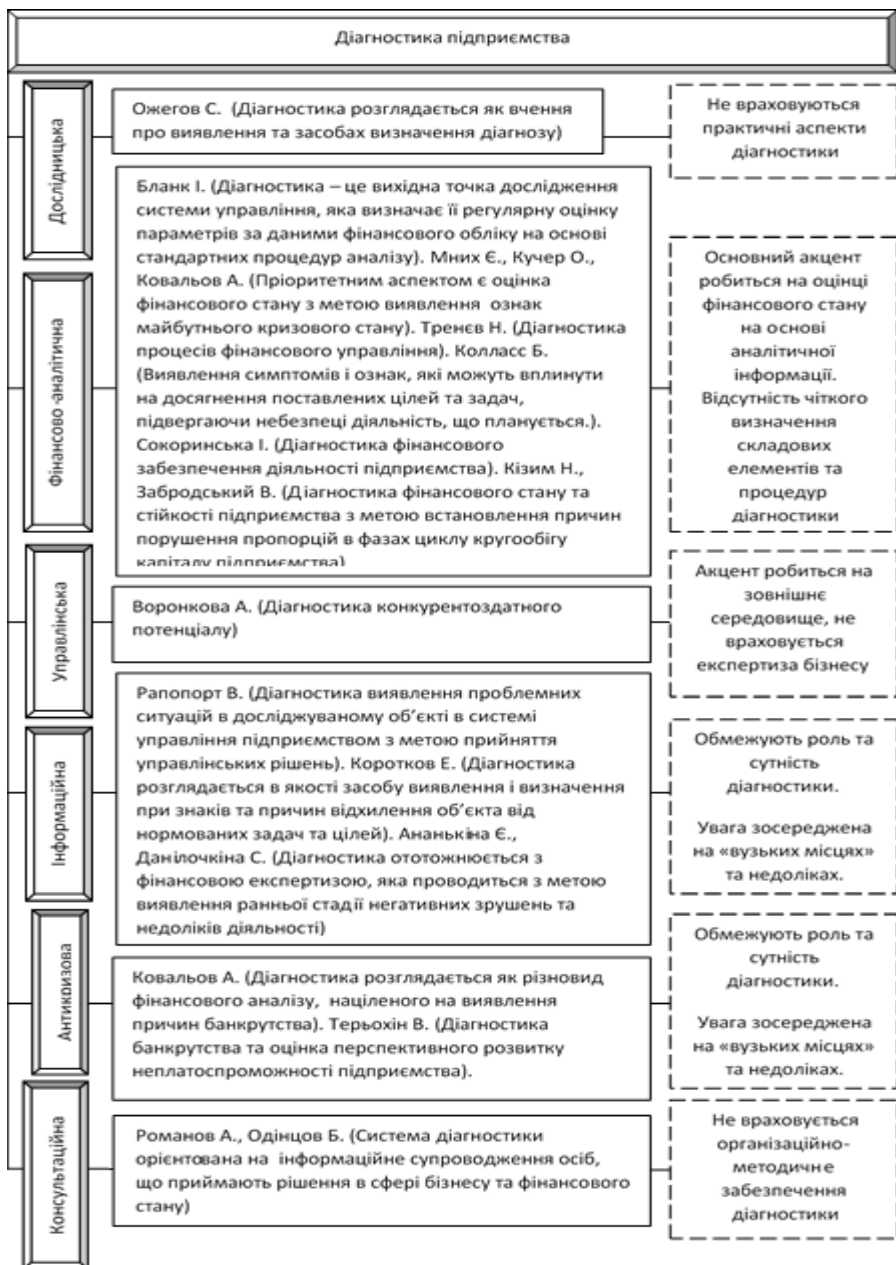 Діагностика підприємства
Дослідницька
Ожегов С. (Діагностика розглядається як вчення
про виявлення та засобах визначення діагнозу)
Не враховуються
практичні аспекти
діагностики
Фінансово-аналітична
Бланк І. (Діагностика – це вихідна точка дослідження
системи управління, яка визначає її регулярну оцінку
параметрів за даними фінансового обліку на основі
стандартних процедур аналізу). Мних Є., Кучер О.,
Ковальов А. (Пріоритетним аспектом є оцінка
фінансового стану з метою виявлення ознак
майбутнього кризового стану). Тренєв Н. (Діагностика
процесів фінансового управління). Колласс Б.
(Виявлення симптомів і ознак, які можуть вплинути
на досягнення поставлених цілей та задач,
підвергаючи небезпеці діяльність, що планується.).
Сокоринська І. (Діагностика фінансового
забезпечення діяльності підприємства). Кізим Н.,
Забродський В. (Діагностика фінансового стану та
стійкості підприємства з метою встановлення причин
порушення пропорцій в фазах циклу кругообігу
капіталу підприємства)
Основний акцент
робиться на оцінці
фінансового стану
на основі
аналітичної
інформації.
Відсутність чіткого
визначення
складових
елементів та
процедур
діагностики
Управлінська
Воронкова А. (Діагностика конкурентоздатного
потенціалу)
Акцент робиться на
зовнішнє
середовище, не
враховується
експертиза бізнесу
Інформаційна
Рапопорт В. (Діагностика виявлення проблемних
ситуацій в досліджуваному об’єкті в системі
управління підприємством з метою прийняття
управлінських рішень). Коротков Е. (Діагностика
розглядається в якості засобу виявлення і визначення
при знаків та причин відхилення об’єкта від
нормованих задач та цілей). Ананькіна Є.,
Данілочкіна С. (Діагностика ототожнюється з
фінансовою експертизою, яка проводиться з метою
виявлення ранньої стадії негативних зрушень та
недоліків діяльності)
Обмежують роль та
сутність
діагностики.
Увага зосереджена
на «вузьких місцях»
та недоліках.
Антикризова
Ковальов А. (Діагностика розглядається як різновид
фінансового аналізу, націленого на виявлення
причин банкрутства). Терьохін В. (Діагностика
банкрутства та оцінка перспективного розвитку
неплатоспроможності підприємства).
Обмежують роль та
сутність
діагностики.
Увага зосереджена
на «вузьких місцях»
та недоліках.
Консультаційна
Романов А., Одінцов Б. (Система діагностики
орієнтована на інформаційне супроводження осіб,
що приймають рішення в сфері бізнесу та фінансового
стану)
Не враховується
організаційно-
методичне
забезпечення
діагностики